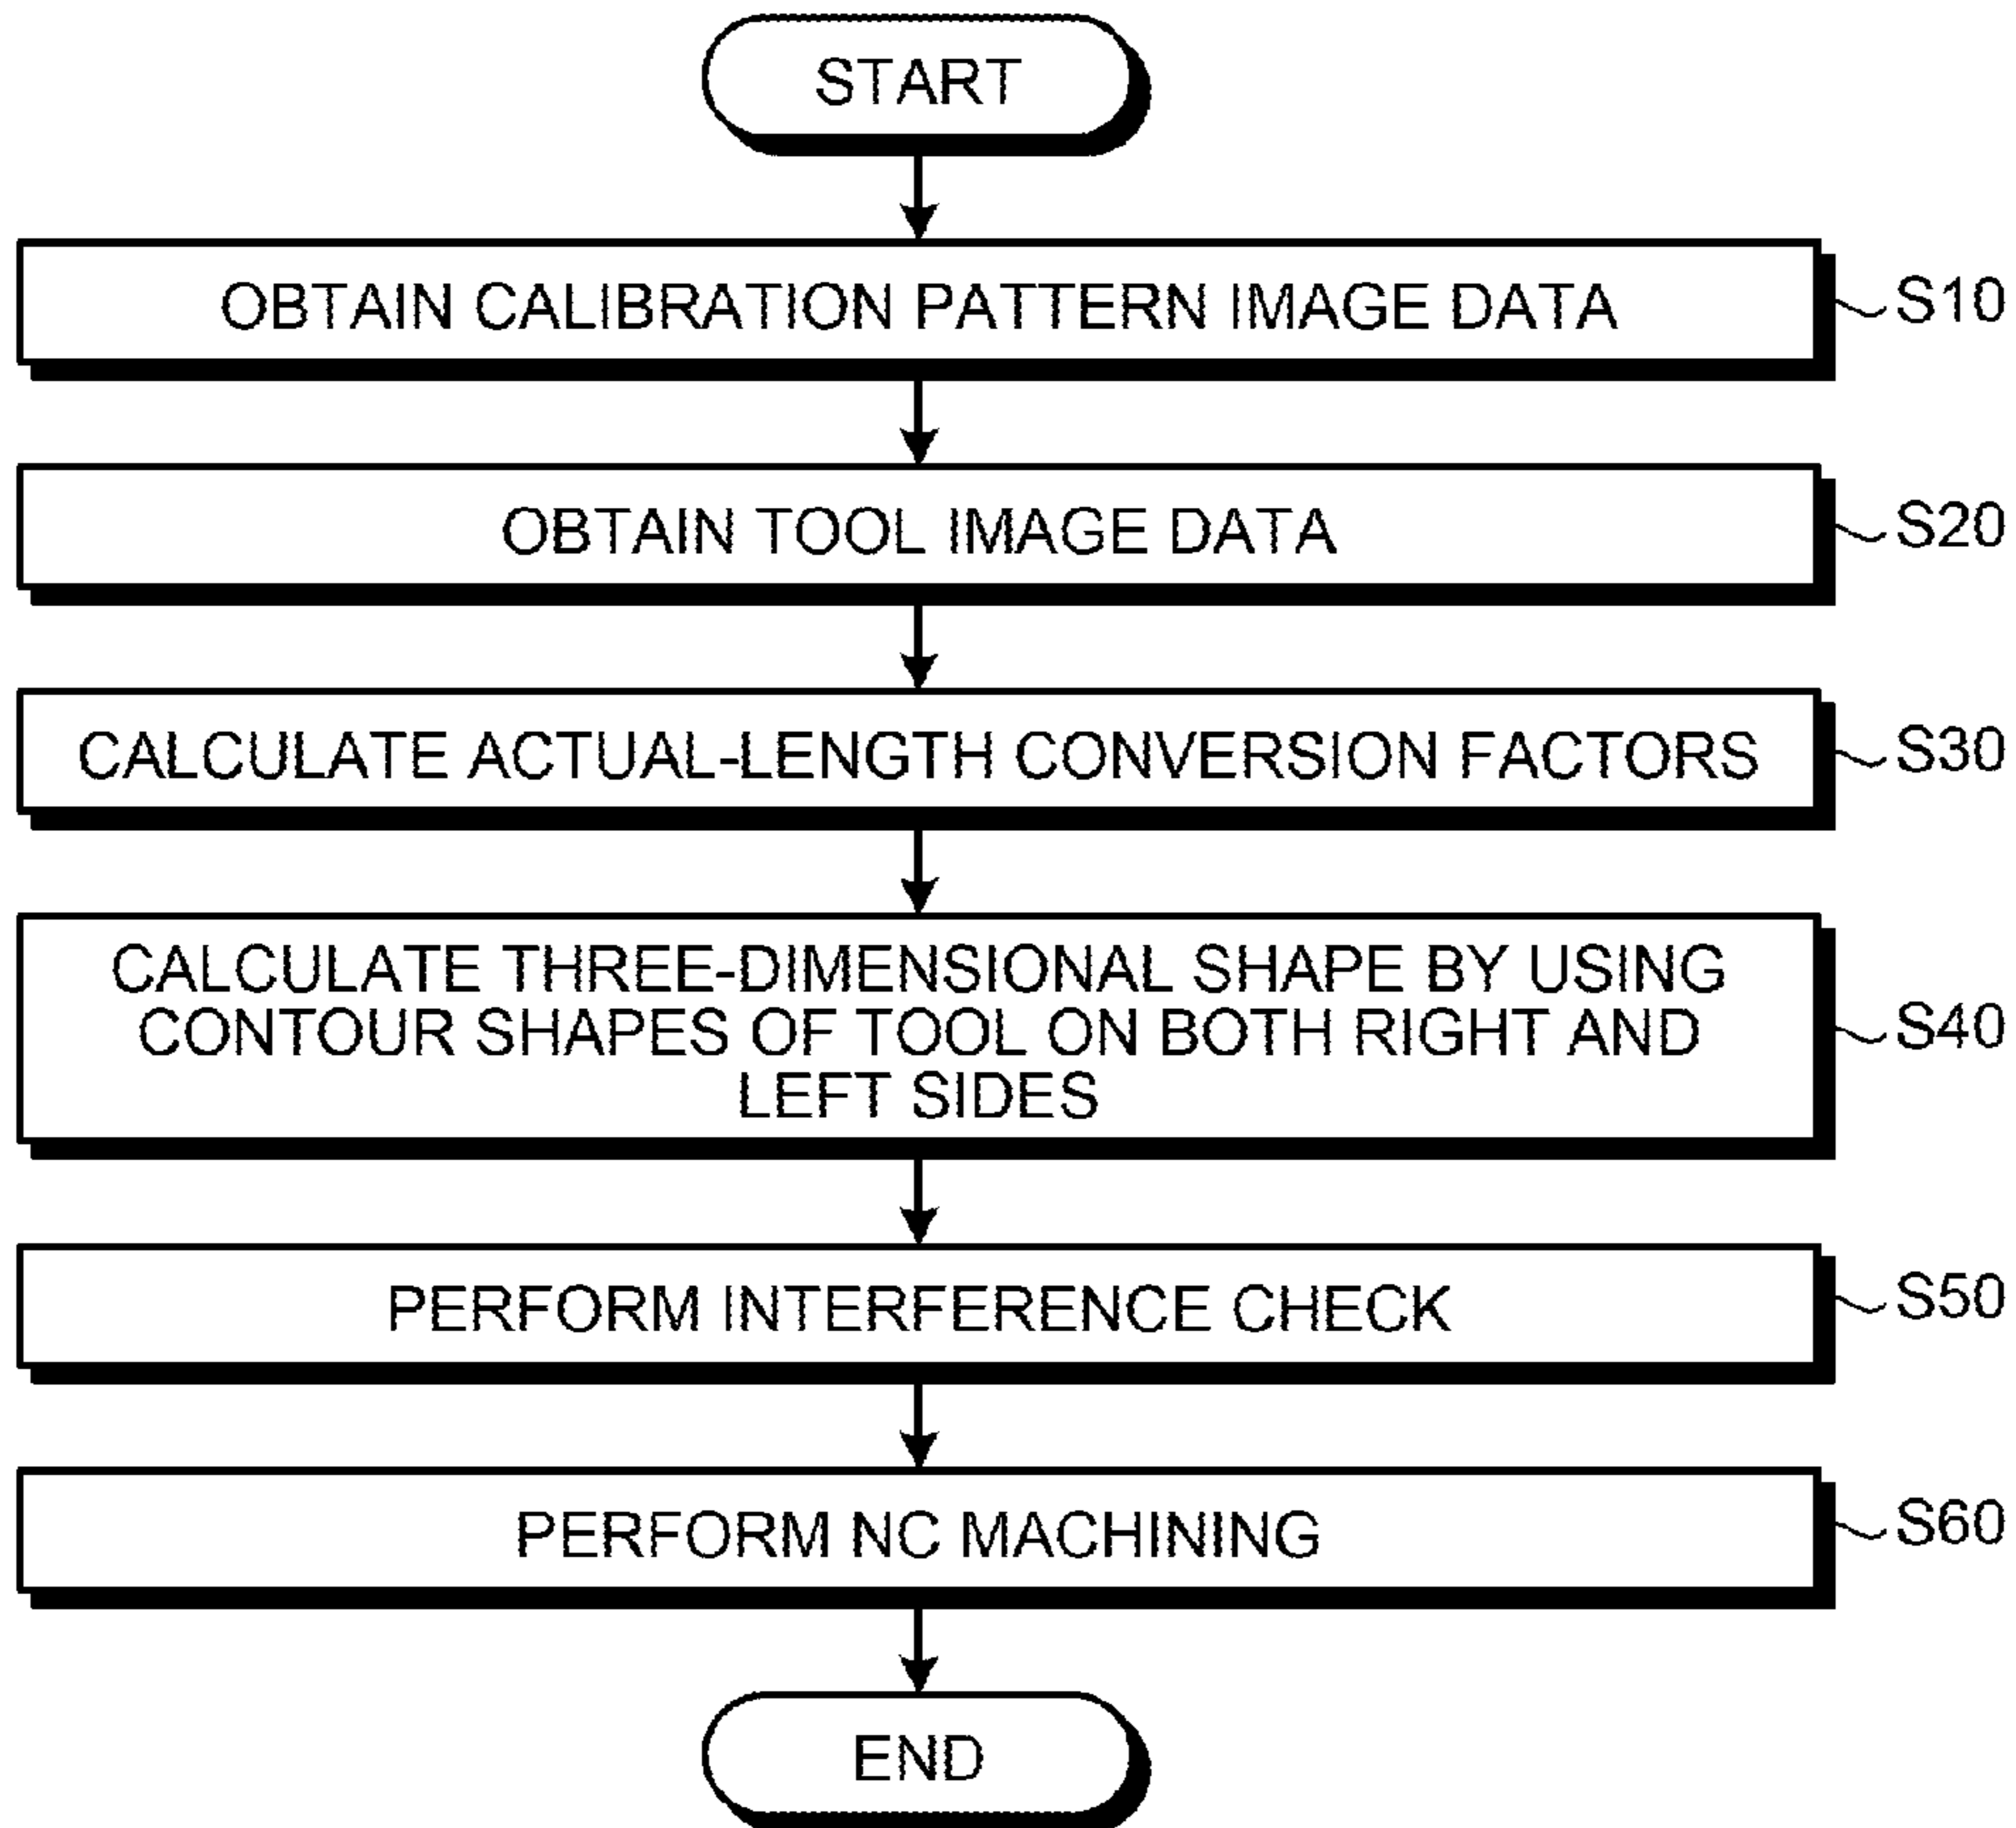 START
OBTAIN CALIBRATION PATTERN IMAGE DATA
S10
OBTAIN TOOL IMAGE DATA
S20
CALCULATE ACTUAL-LENGTH CONVERSION FACTORS
S30
CALCULATE THREE-DIMENSIONAL SHAPE BY USING
CONTOUR SHAPES OF TOOL ON BOTH RIGHT AND
LEFT SIDES
S40
PERFORM INTERFERENCE CHECK
S50
PERFORM NC MACHINING
S60
END